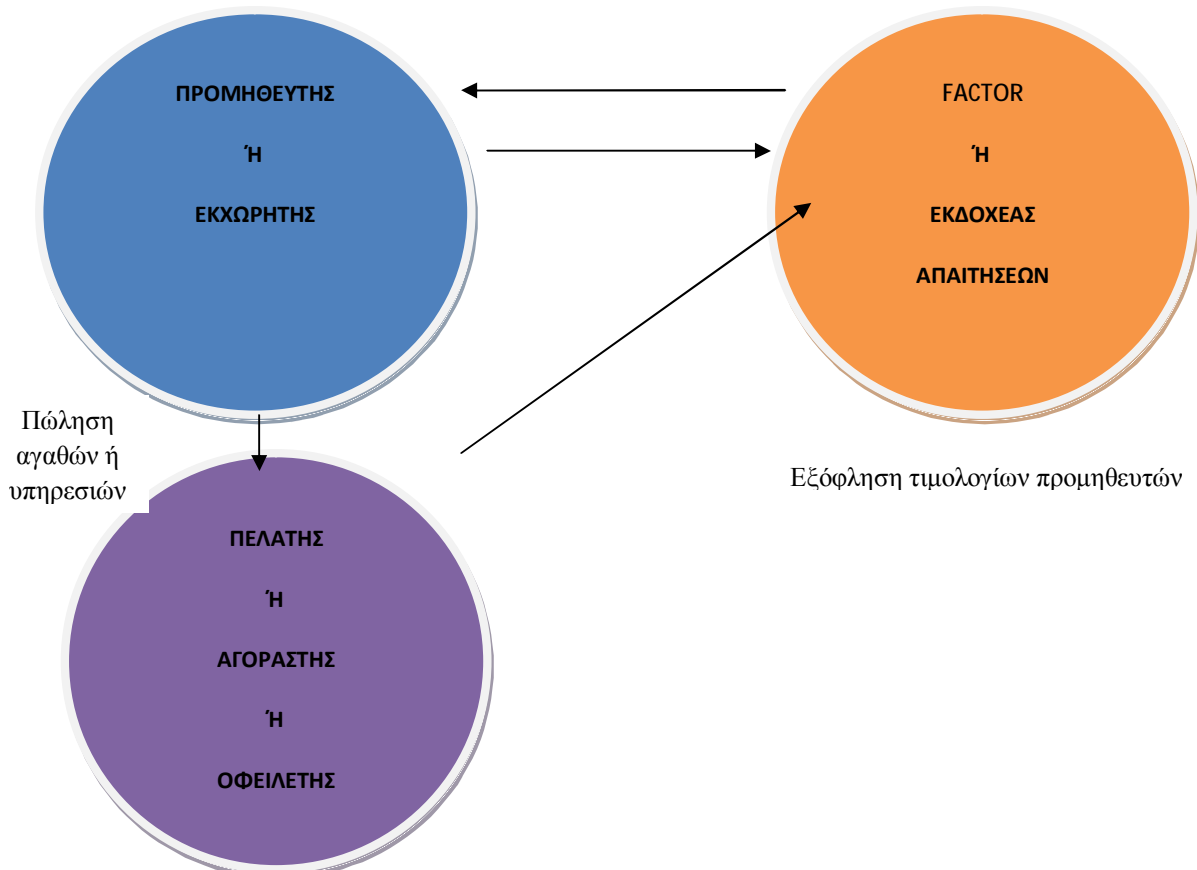 ΠΡΟΜΗΘΕΥΤΗΣ
Ή
ΕΚΧΩΡΗΤΗΣ
FACTOR
Ή
ΕΚΔΟΧΕΑΣ
ΑΠΑΙΤΗΣΕΩΝ
Πώληση
αγαθών ή
υπηρεσιών
Εξόφληση τιμολογίων προμηθευτών
ΠΕΛΑΤΗΣ
Ή
ΑΓΟΡΑΣΤΗΣ
Ή
ΟΦΕΙΛΕΤΗΣ